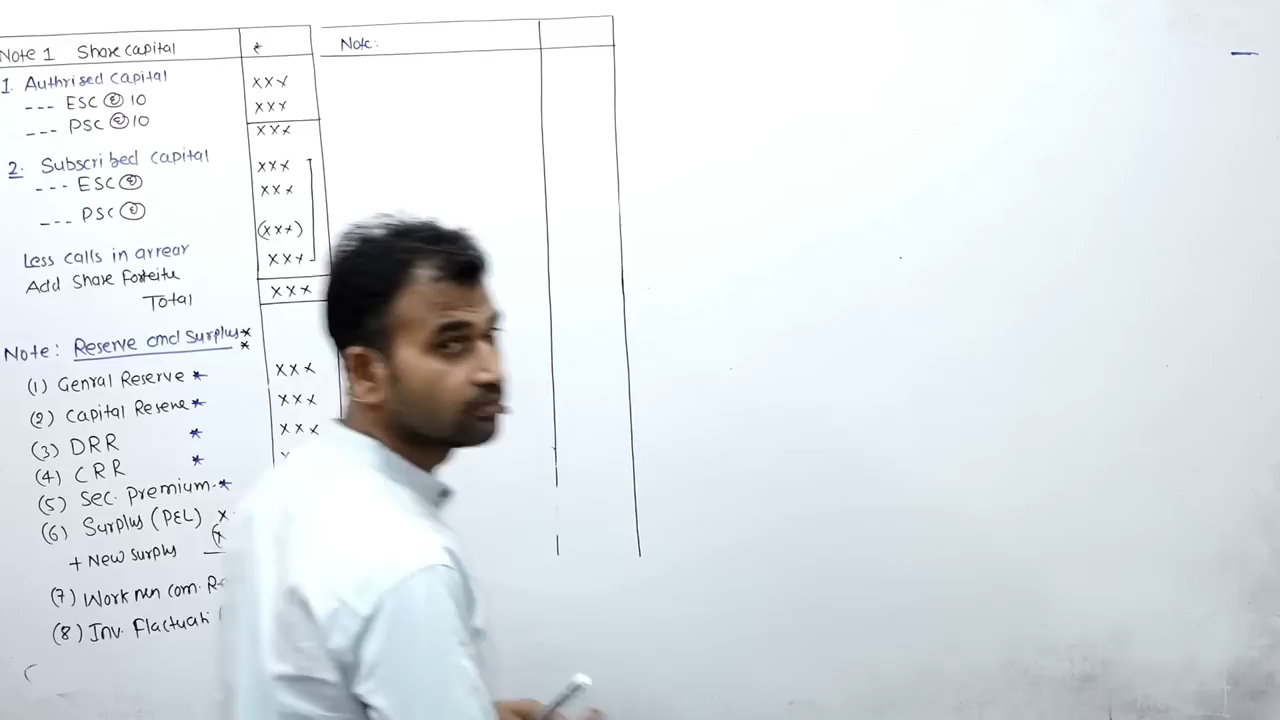 Note 1 Share capital ₹
1. Authrised capital xxx
--- ESC @ 10 xxx
--- PSC @ 10 xxx
2. Subscribed capital xxx
--- ESC @ xxx
--- PSC @ (xxx)
Less calls in arrear xxx
Add Share Forteitu
Total xxx
Note: Reserve and Surplus **
(1) Genral Reserve * xxx
(2) Capital Reserve * xxx
(3) DRR * xxx
(4) CRR *
(5) Sec. Premium *
(6) Surplus (P&L) x
+ New surplus (x
(7) Workmen com. R
(8) Inv. Flactuati
(
Note: